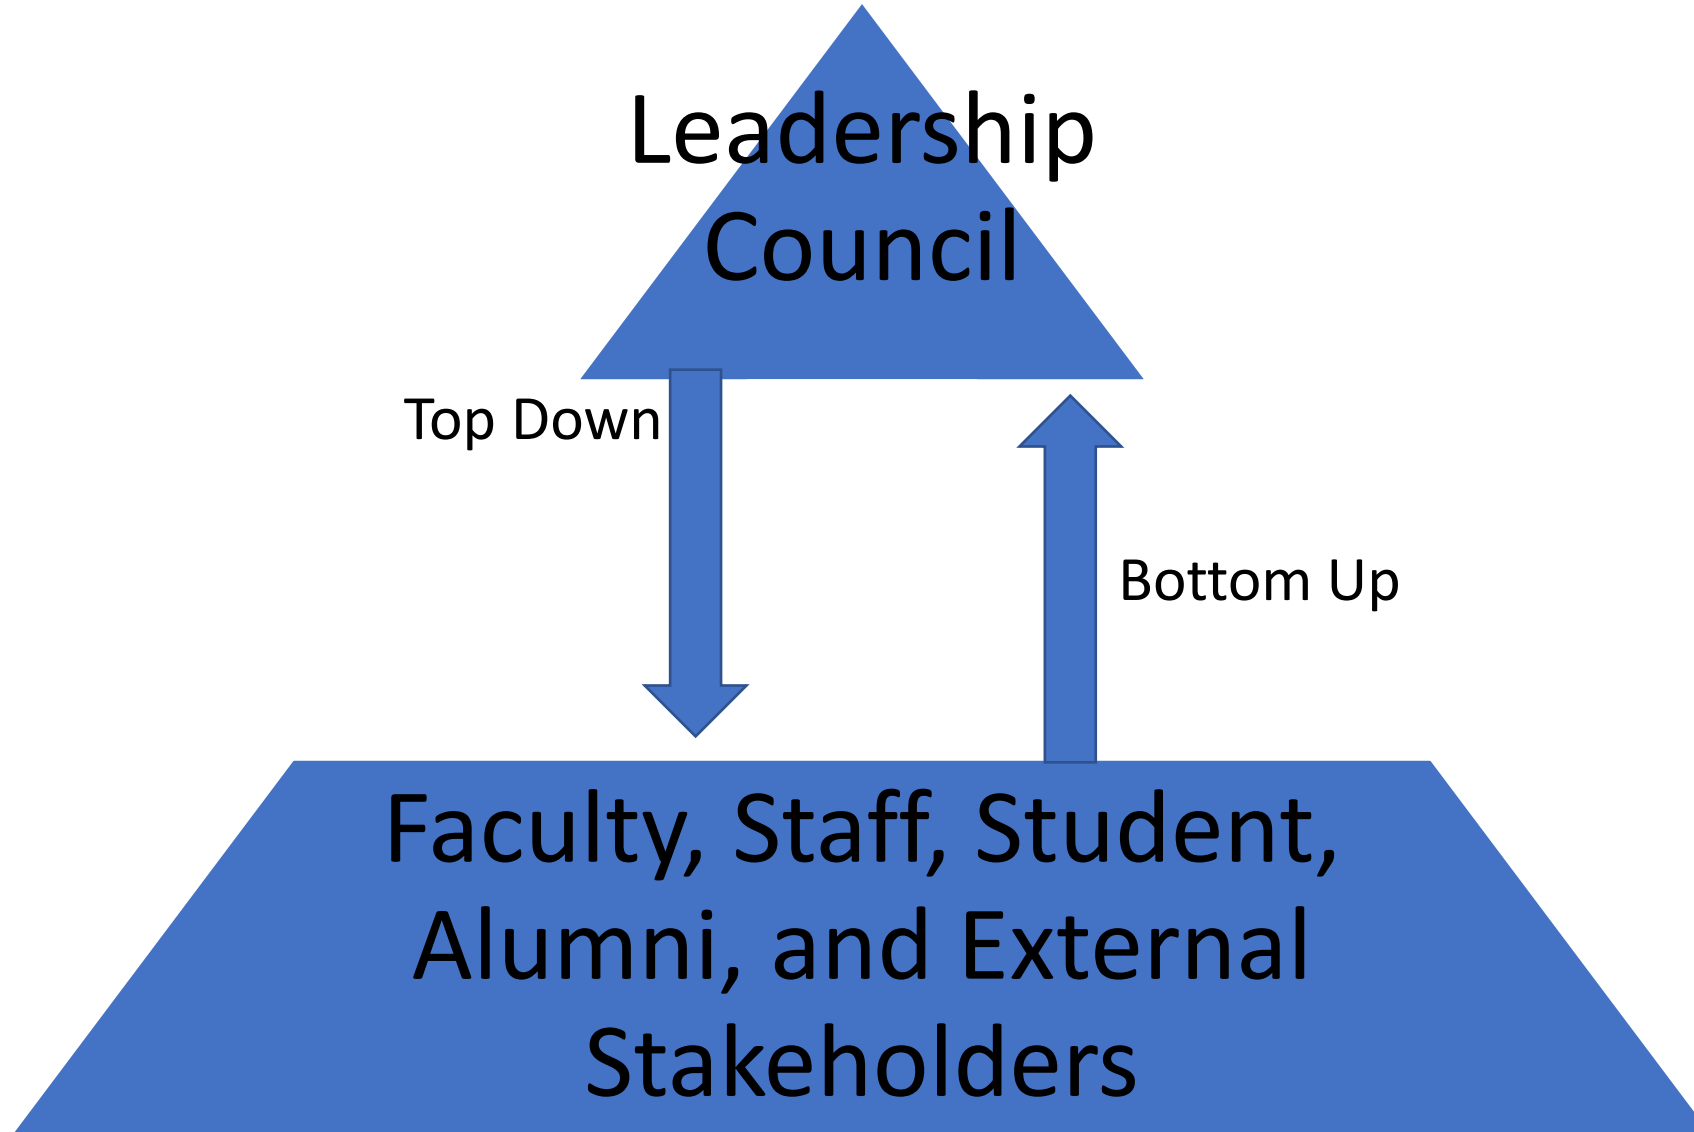 Leadership
Council
Top Down
Bottom Up
Faculty, Staff, Student,
Alumni, and External
Stakeholders